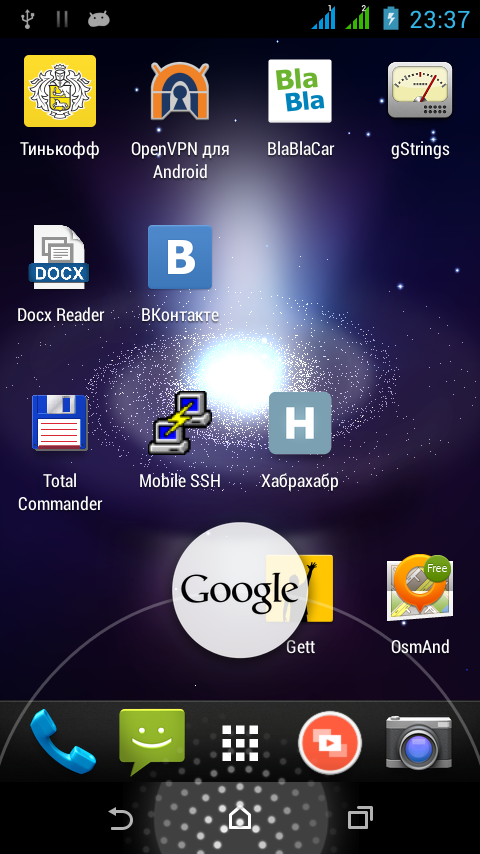 1
2
23:37
Тинькофф
OpenVPN для
Android
Bla
Bla
BlaBlaCar
gStrings
DOCX
Docx Reader
B
ВКонтакте
Total
Commander
Mobile SSH
H
Хабрахабр
Google
Gett
Free
OsmAnd